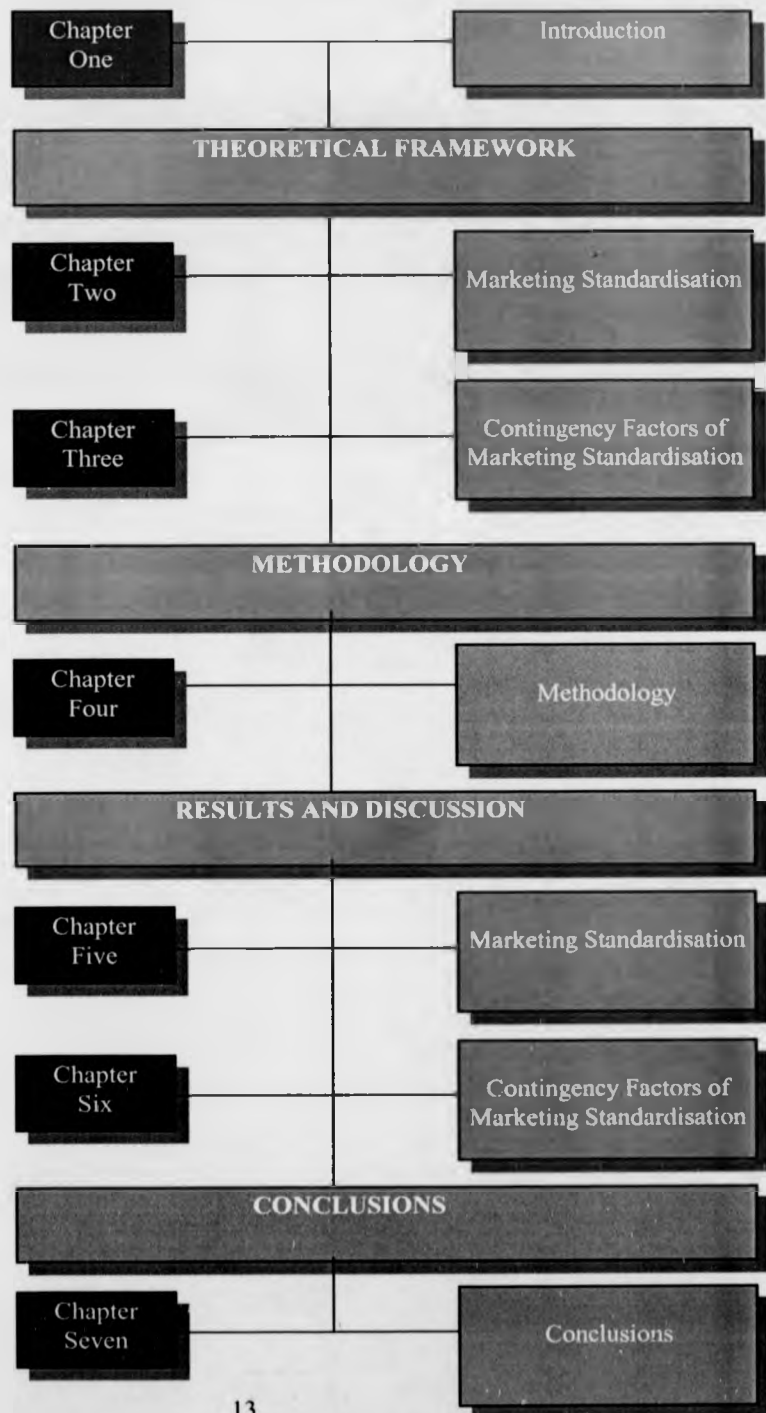 Chapter
One
Introduction
THEORETICAL FRAMEWORK
Chapter
Two
Marketing Standardisation
Chapter
Three
Contingency Factors of
Marketing Standardisation
METHODOLOGY
Chapter
Four
Methodology
RESULTS AND DISCUSSION
Chapter
Five
Marketing Standardisation
Chapter
Six
Contingency Factors of
Marketing Standardisation
CONCLUSIONS
Chapter
Seven
Conclusions
13